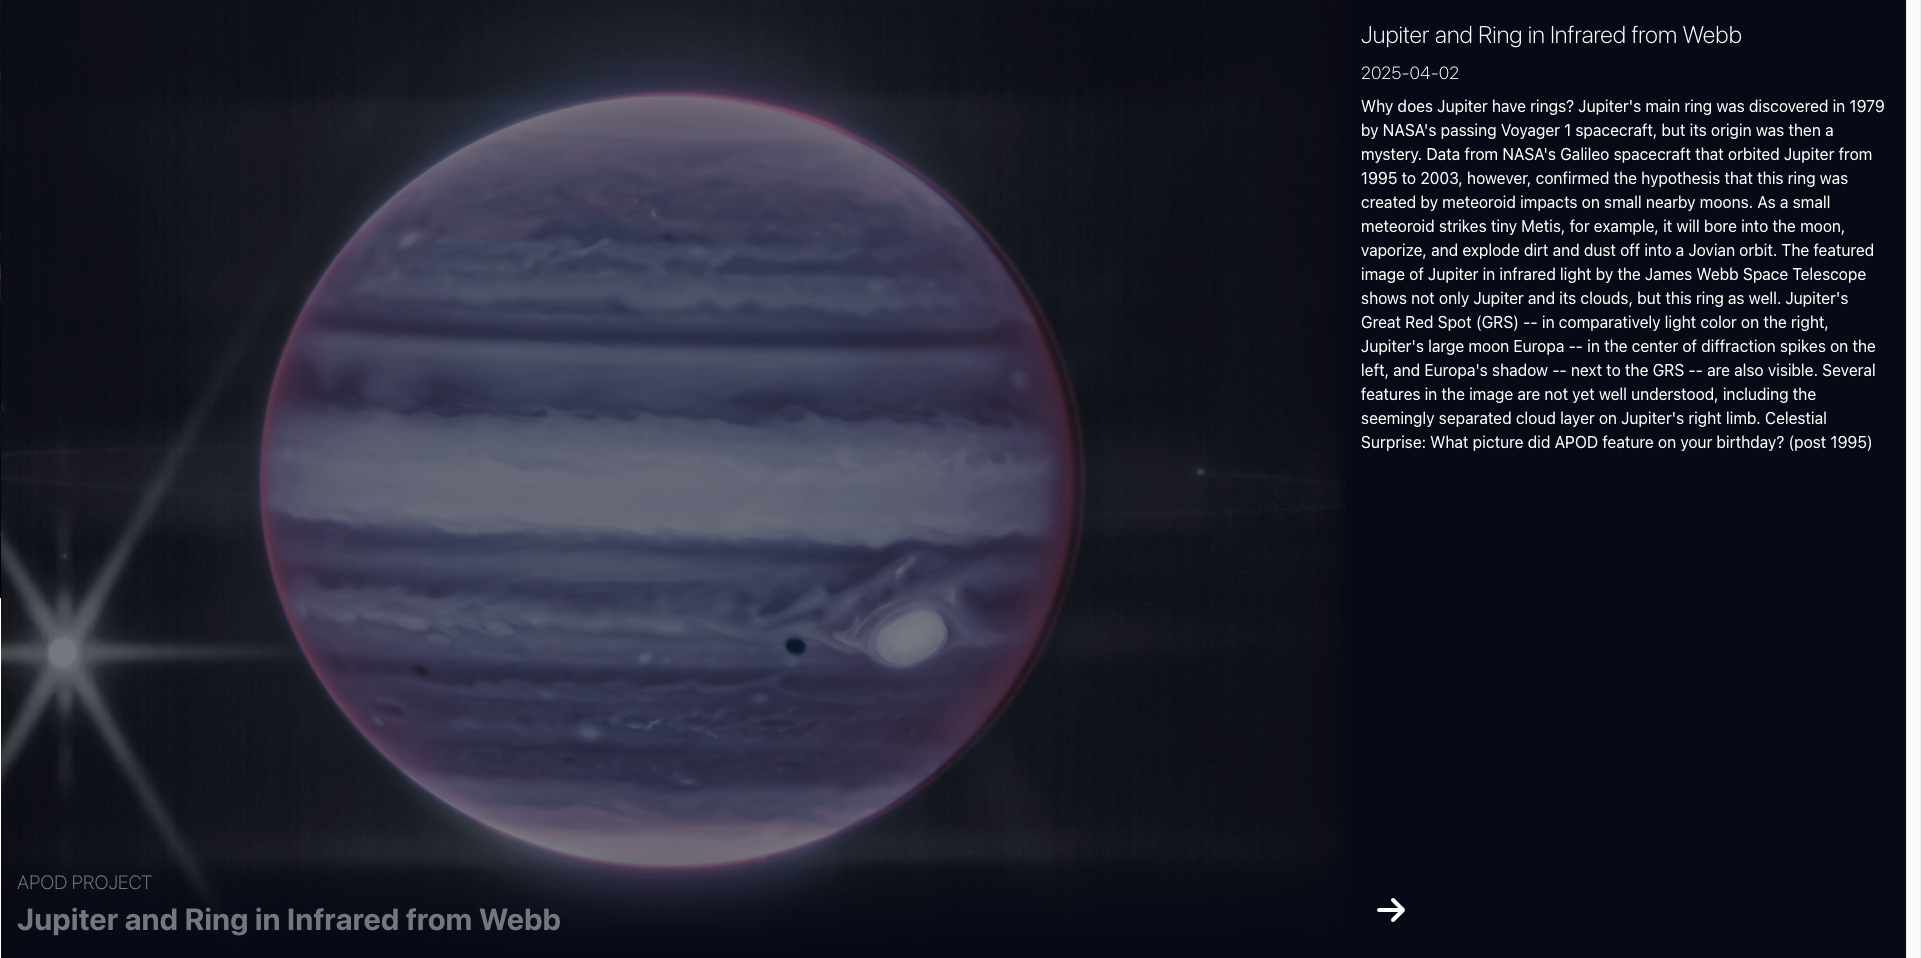 Jupiter and Ring in Infrared from Webb
2025-04-02
Why does Jupiter have rings? Jupiter's main ring was discovered in 1979
by NASA's passing Voyager 1 spacecraft, but its origin was then a
mystery. Data from NASA's Galileo spacecraft that orbited Jupiter from
1995 to 2003, however, confirmed the hypothesis that this ring was
created by meteoroid impacts on small nearby moons. As a small
meteoroid strikes tiny Metis, for example, it will bore into the moon,
vaporize, and explode dirt and dust off into a Jovian orbit. The featured
image of Jupiter in infrared light by the James Webb Space Telescope
shows not only Jupiter and its clouds, but this ring as well. Jupiter's
Great Red Spot (GRS) -- in comparatively light color on the right,
Jupiter's large moon Europa -- in the center of diffraction spikes on the
left, and Europa's shadow -- next to the GRS -- are also visible. Several
features in the image are not yet well understood, including the
seemingly separated cloud layer on Jupiter's right limb. Celestial
Surprise: What picture did APOD feature on your birthday? (post 1995)
APOD PROJECT
Jupiter and Ring in Infrared from Webb